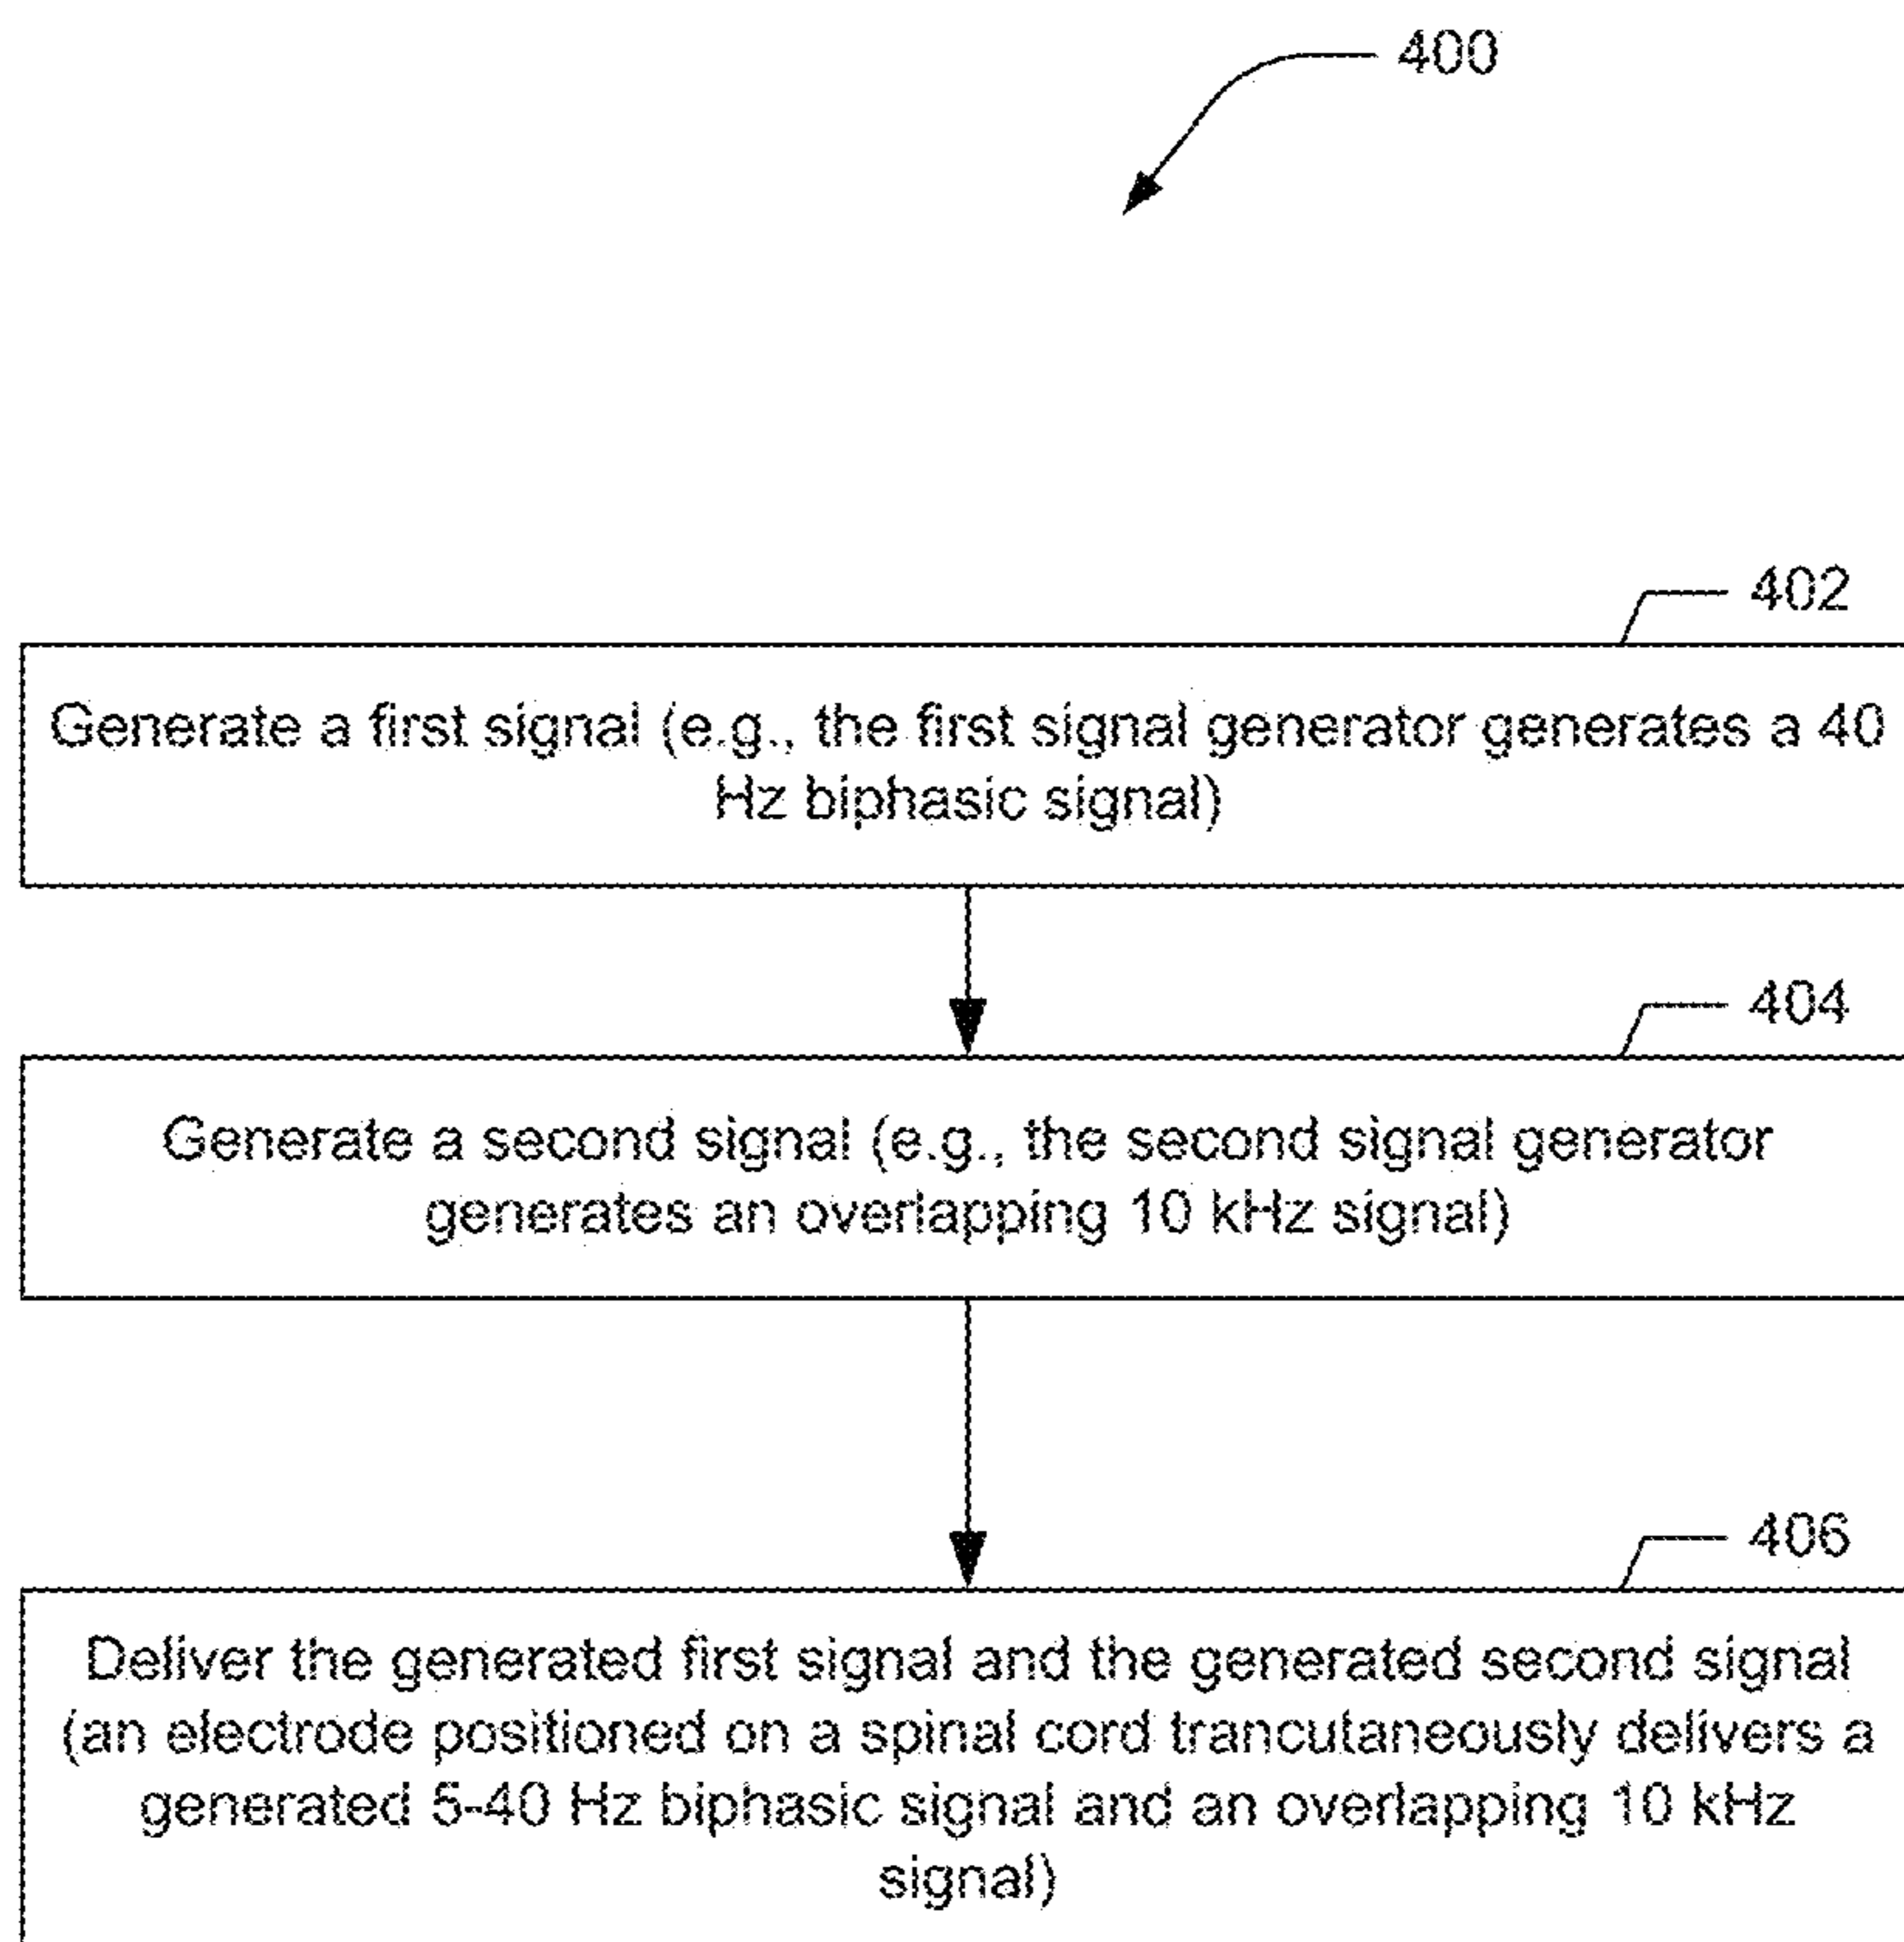 400
402
Generate a first signal (e.g., the first signal generator generates a 40
Hz biphasic signal)
404
Generate a second signal (e.g., the second signal generator
generates an overlapping 10 kHz signal)
406
Deliver the generated first signal and the generated second signal
(an electrode positioned on a spinal cord trancutaneously delivers a
generated 5-40 Hz biphasic signal and an overlapping 10 kHz
signal)